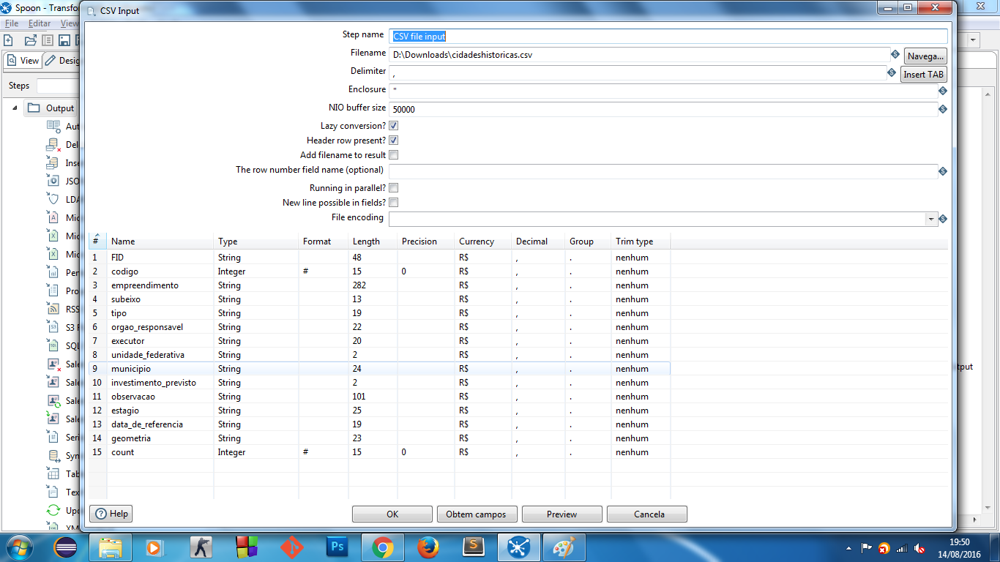 Spoon - Transfor
CSV Input
File Editar View
View Desig
Steps
Output
Aut
Del
Inse
JSO
LDA
Mic
Mic
Mic
Pen
Pro
RSS
S3 F
SQL
Sale
Sale
Sale
Sale
Seri
Syn
Tab
Tex
Upd
XM
Step name CSV file input
Filename D:\Downloads\cidadeshistoricas.csv Navega...
Delimiter , Insert TAB
Enclosure "
NIO buffer size 50000
Lazy conversion?
Header row present?
Add filename to result
The row number field name (optional)
Running in parallel?
New line possible in fields?
File encoding
# Name Type Format Length Precision Currency Decimal Group Trim type
1 FID String 48 R$ , . nenhum
2 codigo Integer # 15 0 R$ , . nenhum
3 empreendimento String 282 R$ , . nenhum
4 subeixo String 13 R$ , . nenhum
5 tipo String 19 R$ , . nenhum
6 orgao_responsavel String 22 R$ , . nenhum
7 executor String 20 R$ , . nenhum
8 unidade_federativa String 2 R$ , . nenhum
9 municipio String 24 R$ , . nenhum
10 investimento_previsto String 2 R$ , . nenhum
11 observacao String 101 R$ , . nenhum
12 estagio String 25 R$ , . nenhum
13 data_de_referencia String 19 R$ , . nenhum
14 geometria String 23 R$ , . nenhum
15 count Integer # 15 0 R$ , . nenhum
tput
Help OK Obtem campos Preview Cancela
Ps
S
19:50
14/08/2016